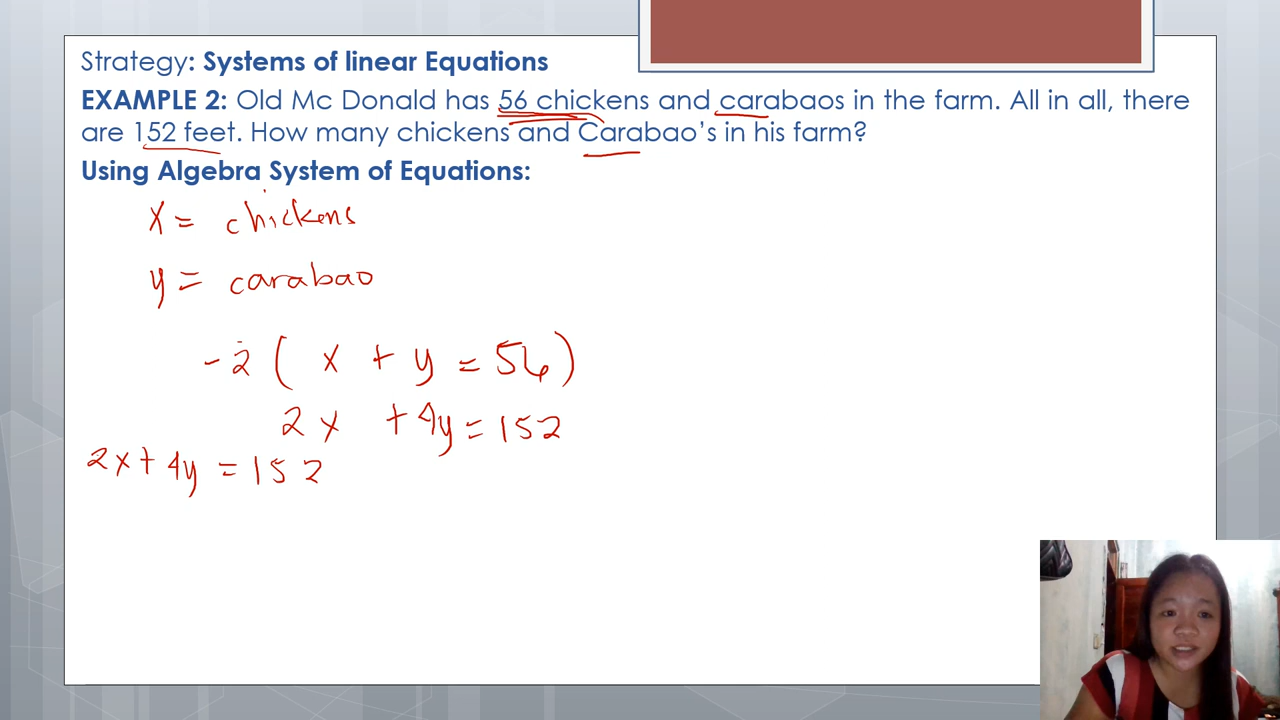 Strategy: Systems of linear Equations
EXAMPLE 2: Old Mc Donald has 56 chickens and carabaos in the farm. All in all, there
are 152 feet. How many chickens and Carabao's in his farm?
Using Algebra System of Equations:
x = chickens
y = carabao
-2 ( x + y = 56 )
2x + 4y = 152
2x + 4y = 152